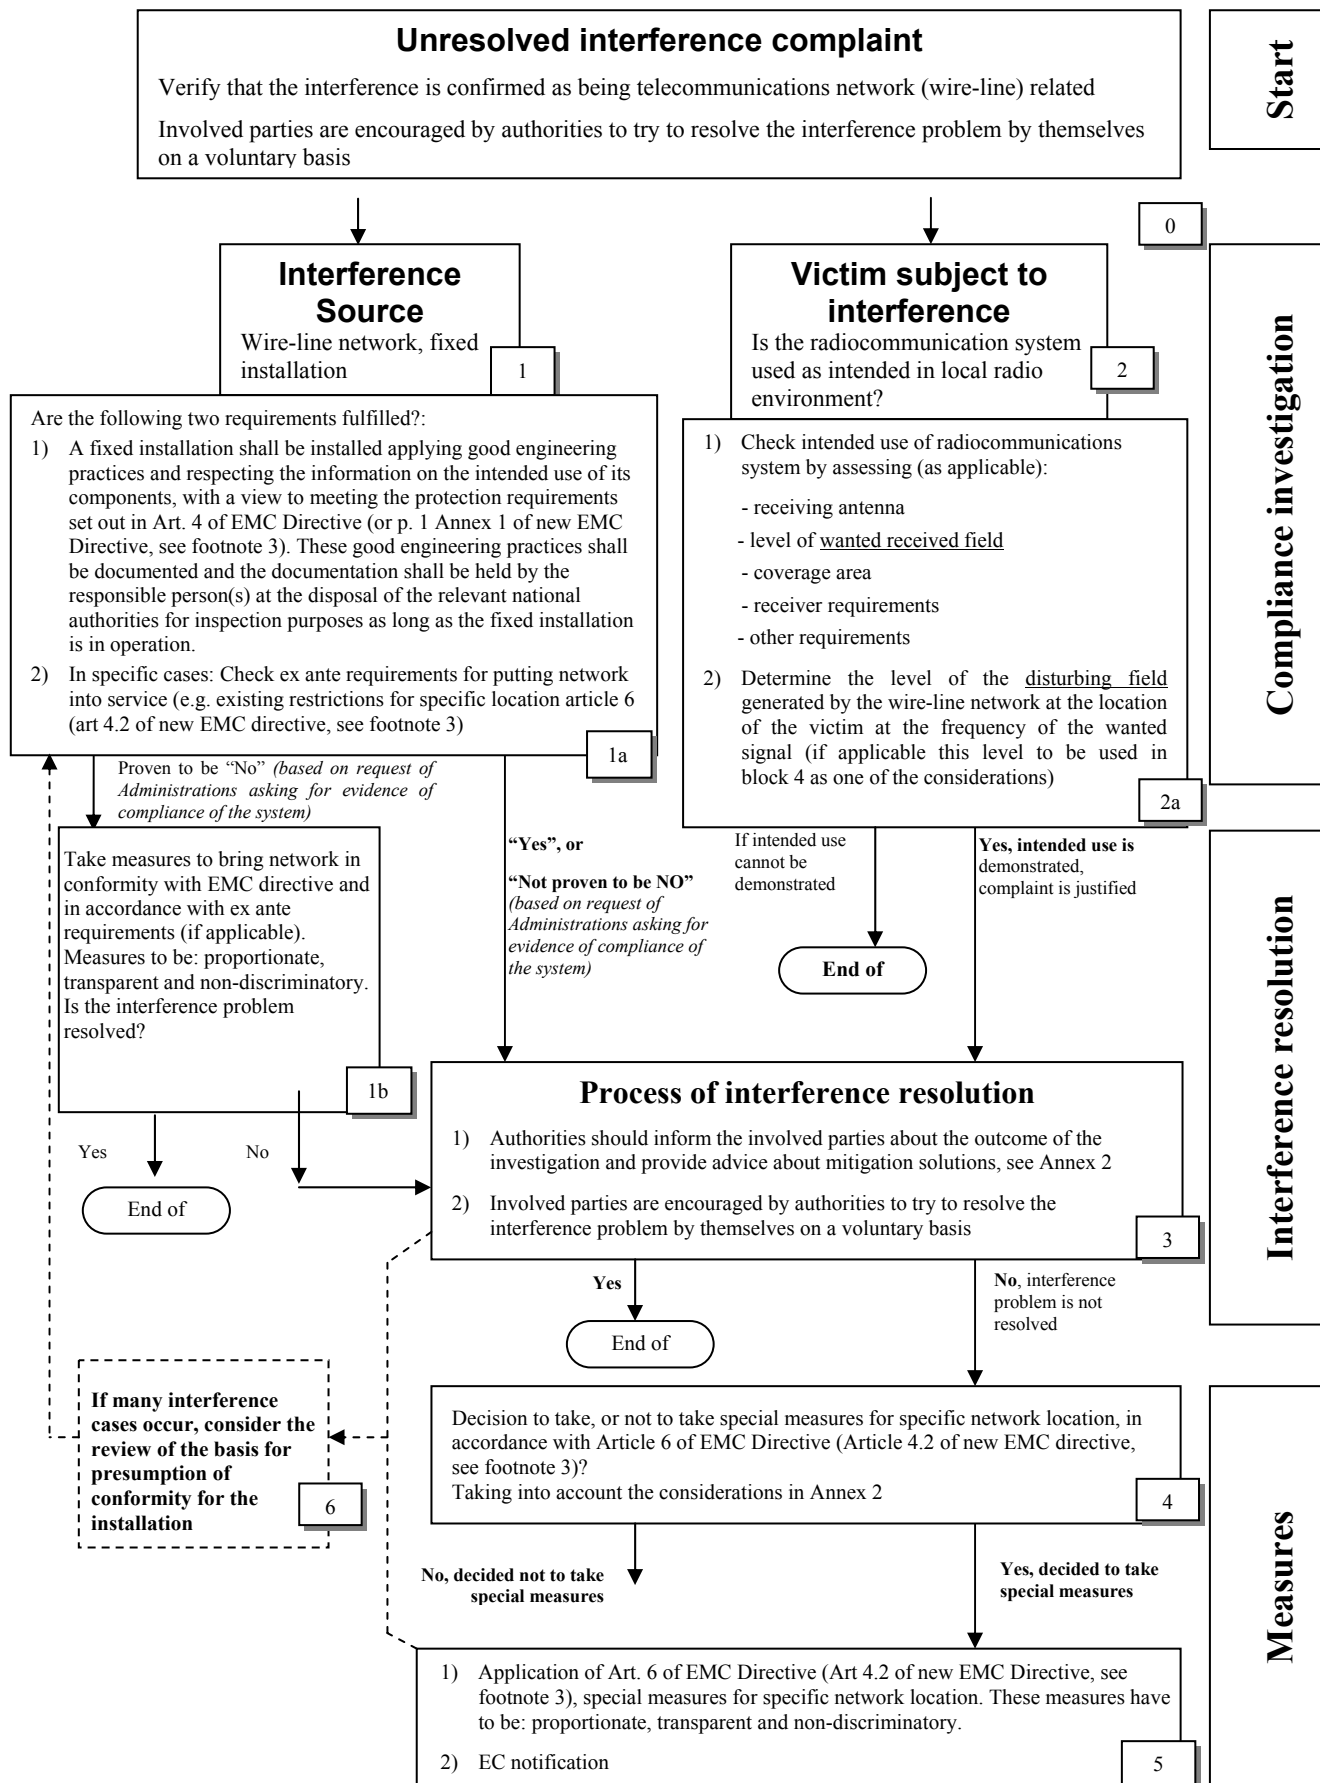 Unresolved interference complaint
Verify that the interference is confirmed as being telecommunications network (wire-line) related
Involved parties are encouraged by authorities to try to resolve the interference problem by themselves
on a voluntary basis
Start
0
Interference
Source
Wire-line network, fixed
installation
1
Victim subject to
interference
Is the radiocommunication system
used as intended in local radio
environment?
2
Compliance investigation
Are the following two requirements fulfilled?:
1) A fixed installation shall be installed applying good engineering
practices and respecting the information on the intended use of its
components, with a view to meeting the protection requirements
set out in Art. 4 of EMC Directive (or p. 1 Annex 1 of new EMC
Directive, see footnote 3). These good engineering practices shall
be documented and the documentation shall be held by the
responsible person(s) at the disposal of the relevant national
authorities for inspection purposes as long as the fixed installation
is in operation.
2) In specific cases: Check ex ante requirements for putting network
into service (e.g. existing restrictions for specific location article 6
(art 4.2 of new EMC directive, see footnote 3)
1a
1) Check intended use of radiocommunications
system by assessing (as applicable):
- receiving antenna
- level of wanted received field
- coverage area
- receiver requirements
- other requirements
2) Determine the level of the disturbing field
generated by the wire-line network at the location
of the victim at the frequency of the wanted
signal (if applicable this level to be used in
block 4 as one of the considerations)
2a
Proven to be “No” (based on request of
Administrations asking for evidence of
compliance of the system)
“Yes”, or
“Not proven to be NO”
(based on request of
Administrations asking for
evidence of compliance of
the system)
If intended use
cannot be
demonstrated
Yes, intended use is
demonstrated,
complaint is justified
End of
Interference resolution
Take measures to bring network in
conformity with EMC directive and
in accordance with ex ante
requirements (if applicable).
Measures to be: proportionate,
transparent and non-discriminatory.
Is the interference problem
resolved?
1b
Yes
No
End of
Process of interference resolution
1) Authorities should inform the involved parties about the outcome of the
investigation and provide advice about mitigation solutions, see Annex 2
2) Involved parties are encouraged by authorities to try to resolve the
interference problem by themselves on a voluntary basis
3
Yes
No, interference
problem is not
resolved
End of
If many interference
cases occur, consider the
review of the basis for
presumption of
conformity for the
installation
6
Decision to take, or not to take special measures for specific network location, in
accordance with Article 6 of EMC Directive (Article 4.2 of new EMC directive,
see footnote 3)?
Taking into account the considerations in Annex 2
4
Measures
No, decided not to take
special measures
Yes, decided to take
special measures
1) Application of Art. 6 of EMC Directive (Art 4.2 of new EMC Directive, see
footnote 3), special measures for specific network location. These measures have
to be: proportionate, transparent and non-discriminatory.
2) EC notification
5